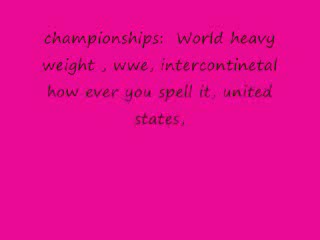 championships: World heavy
weight , wwe, intercontinetal
how ever you spell it, united
states,